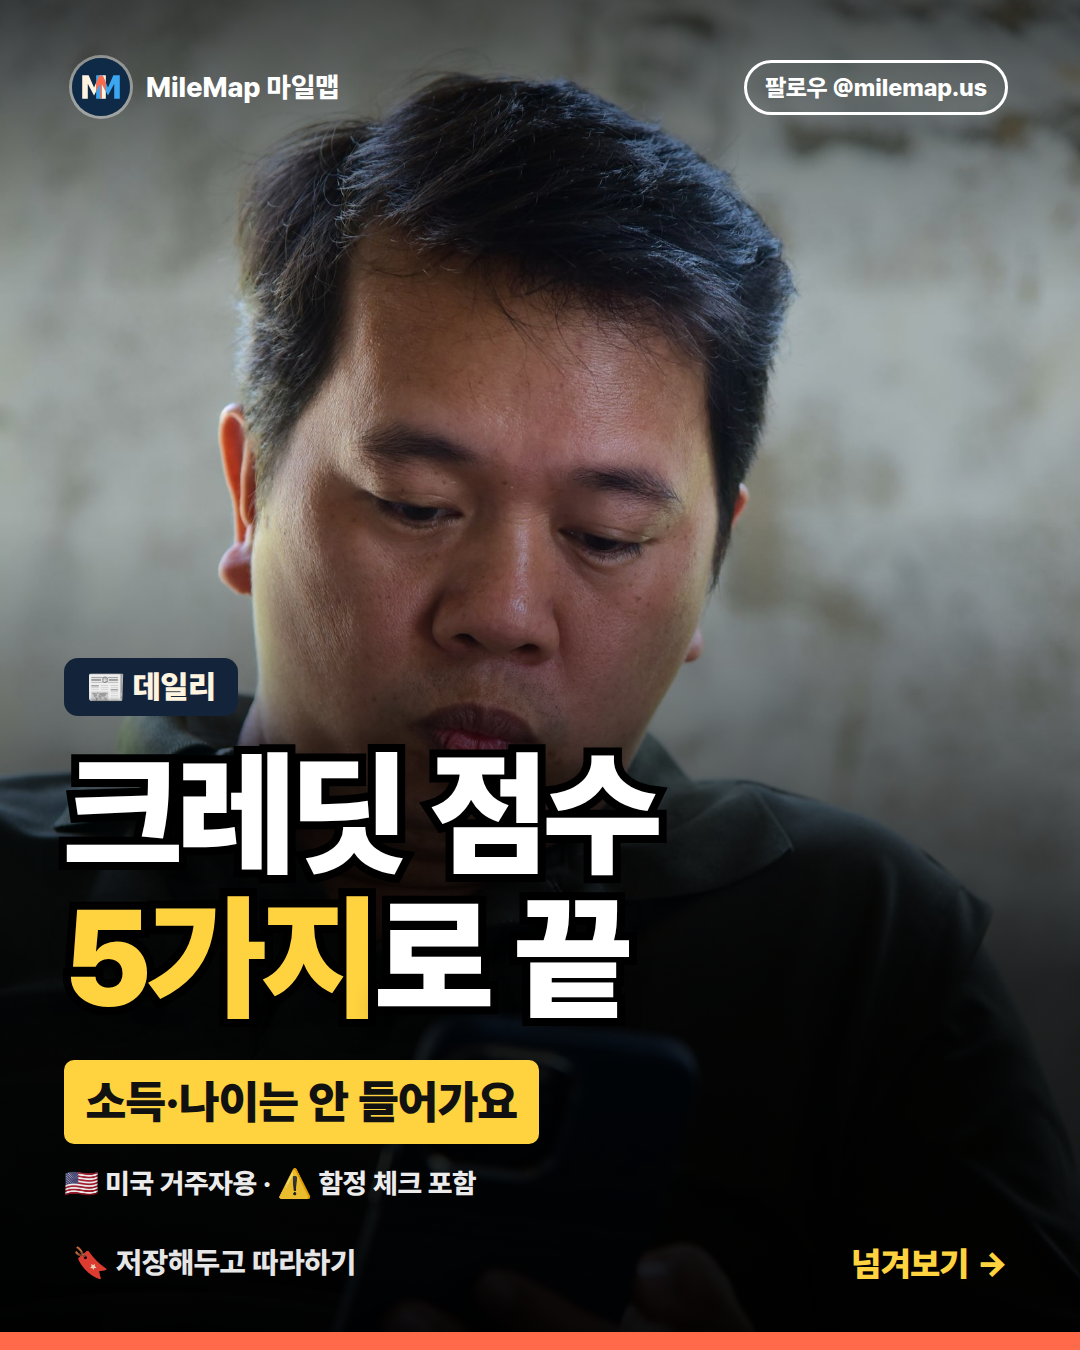 MileMap 마일맵
팔로우 @milemap.us
데일리
크레딧 점수
5가지로 끝
소득·나이는 안 들어가요
🇺🇸 미국 거주자용 · ⚠️ 함정 체크 포함
저장해두고 따라하기
넘겨보기 →